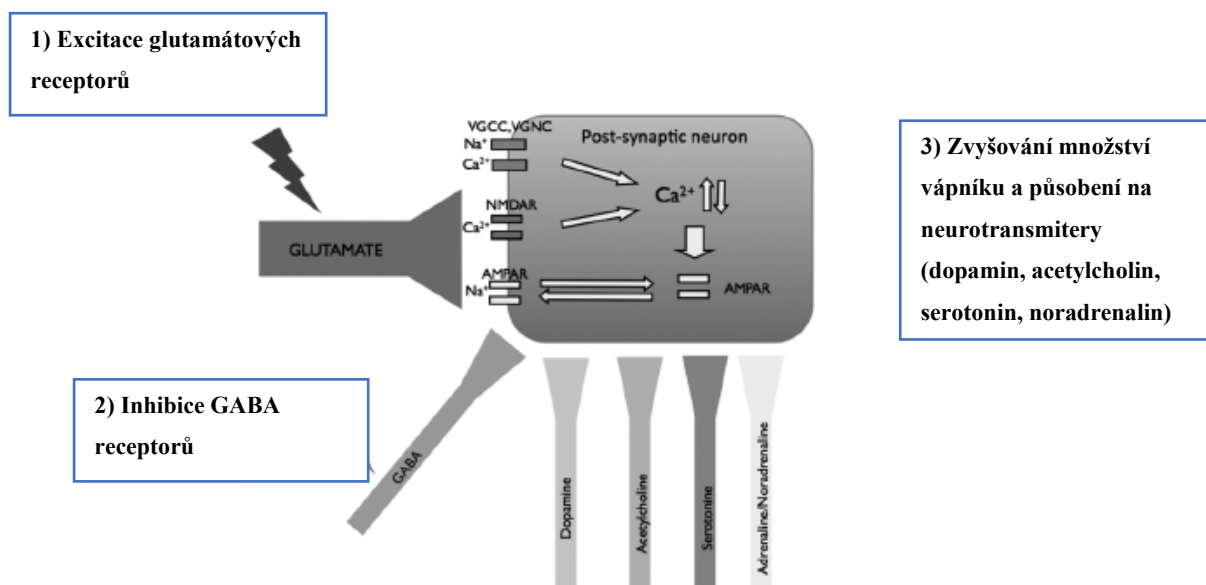 1) Excitace glutamátových
receptorů
VGCC,VGNC
Na⁺
Ca²⁺
Post-synaptic neuron
Ca²⁺
NMDAR
Ca²⁺
GLUTAMATE
AMPAR
Na⁺
AMPAR
3) Zvyšování množství
vápníku a působení na
neurotransmitery
(dopamin, acetylcholin,
serotonin, noradrenalin)
2) Inhibice GABA
receptorů
GABA
Dopamine
Acetylcholine
Serotonine
Adrenaline/Noradrenaline